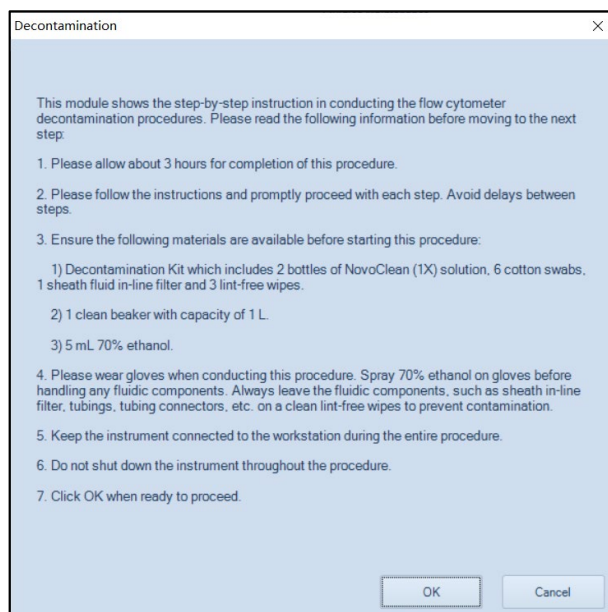 Decontamination
This module shows the step-by-step instruction in conducting the flow cytometer
decontamination procedures. Please read the following information before moving to the next
step:
1. Please allow about 3 hours for completion of this procedure.
2. Please follow the instructions and promptly proceed with each step. Avoid delays between
steps.
3. Ensure the following materials are available before starting this procedure:
1) Decontamination Kit which includes 2 bottles of NovoClean (1X) solution, 6 cotton swabs,
1 sheath fluid in-line filter and 3 lint-free wipes.
2) 1 clean beaker with capacity of 1 L.
3) 5 mL 70% ethanol.
4. Please wear gloves when conducting this procedure. Spray 70% ethanol on gloves before
handling any fluidic components. Always leave the fluidic components, such as sheath in-line
filter, tubings, tubing connectors, etc. on a clean lint-free wipes to prevent contamination.
5. Keep the instrument connected to the workstation during the entire procedure.
6. Do not shut down the instrument throughout the procedure.
7. Click OK when ready to proceed.
OK Cancel